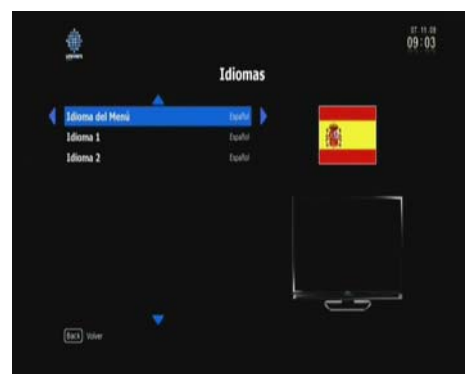 09:03
Idiomas
Idioma del Menú Español
Idioma 1 Español
Idioma 2 Español
Back Volver